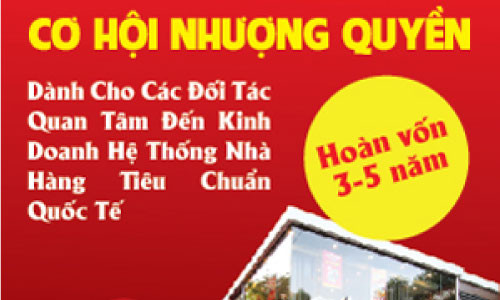 CƠ HỘI NHƯỢNG QUYỀN
Dành Cho Các Đối Tác
Quan Tâm Đến Kinh
Doanh Hệ Thống Nhà
Hàng Tiêu Chuẩn
Quốc Tế
Hoàn vốn
3-5 năm